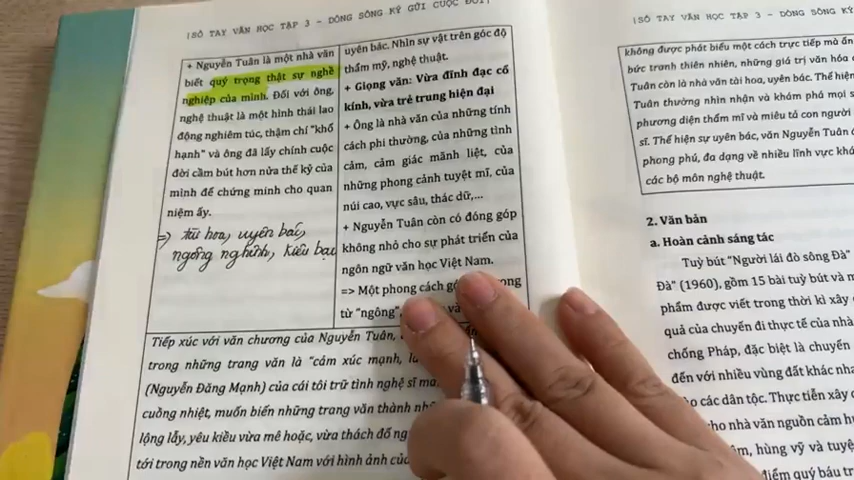 [SỔ TAY VĂN HỌC TẬP 3 – DÒNG SÔNG KÝ GỬI CUỘC ĐỜI]
+ Nguyễn Tuân là một nhà văn
biết quý trọng thật sự nghề
nghiệp của mình. Đối với ông,
nghệ thuật là một hình thái lao
động nghiêm túc, thậm chí "khổ
hạnh" và ông đã lấy chính cuộc
đời cầm bút hơn nửa thế kỷ của
mình để chứng minh cho quan
niệm ấy.
=> tài hoa, uyên bác,
ngông nghênh, kiêu bạc
uyên bác. Nhìn sự vật trên góc độ
thẩm mỹ, nghệ thuật.
+ Giọng văn: Vừa đĩnh đạc cổ
kính, vừa trẻ trung hiện đại
+ Ông là nhà văn của những tính
cách phi thường, của những tình
cảm, cảm giác mãnh liệt, của
những phong cảnh tuyệt mĩ, của
núi cao, vực sâu, thác dữ,...
+ Nguyễn Tuân còn có đóng góp
không nhỏ cho sự phát triển của
ngôn ngữ văn học Việt Nam.
=> Một phong cách
từ "ngông",
Tiếp xúc với văn chương của Nguyễn Tuân,
trong những trang văn là "cảm xúc mạnh,
(Nguyễn Đăng Mạnh) của cái tôi trữ tình nghệ sĩ
cuồng nhiệt, muốn biến những trang văn thành
lộng lẫy, yêu kiều vừa mê hoặc, vừa thách đố
tới trong nền văn học Việt Nam với hình ảnh
[SỔ TAY VĂN HỌC TẬP 3 – DÒNG SÔNG KÝ GỬI
không được phát biểu một cách trực tiếp mà ẩn
bức tranh thiên nhiên, những giá trị văn hóa
Tuân còn là nhà văn tài hoa, uyên bác. Thể hiện
Tuân thường nhìn nhận và khám phá mọi
phương diện thẩm mĩ và miêu tả con người
sĩ. Thể hiện sự uyên bác, văn Nguyễn Tuân
phong phú, đa dạng về nhiều lĩnh vực
các bộ môn nghệ thuật.
2. Văn bản
a. Hoàn cảnh sáng tác
Tuỳ bút "Người lái đò sông Đà"
Đà" (1960), gồm 15 bài tuỳ bút và
phẩm được viết trong thời kì xây
quả của chuyến đi thực tế của nhà
chống Pháp, đặc biệt là chuyến
đến với nhiều vùng đất khác
các dân tộc. Thực tiễn xây
cho nhà văn nguồn cảm
hùng vỹ và
điểm quý báu